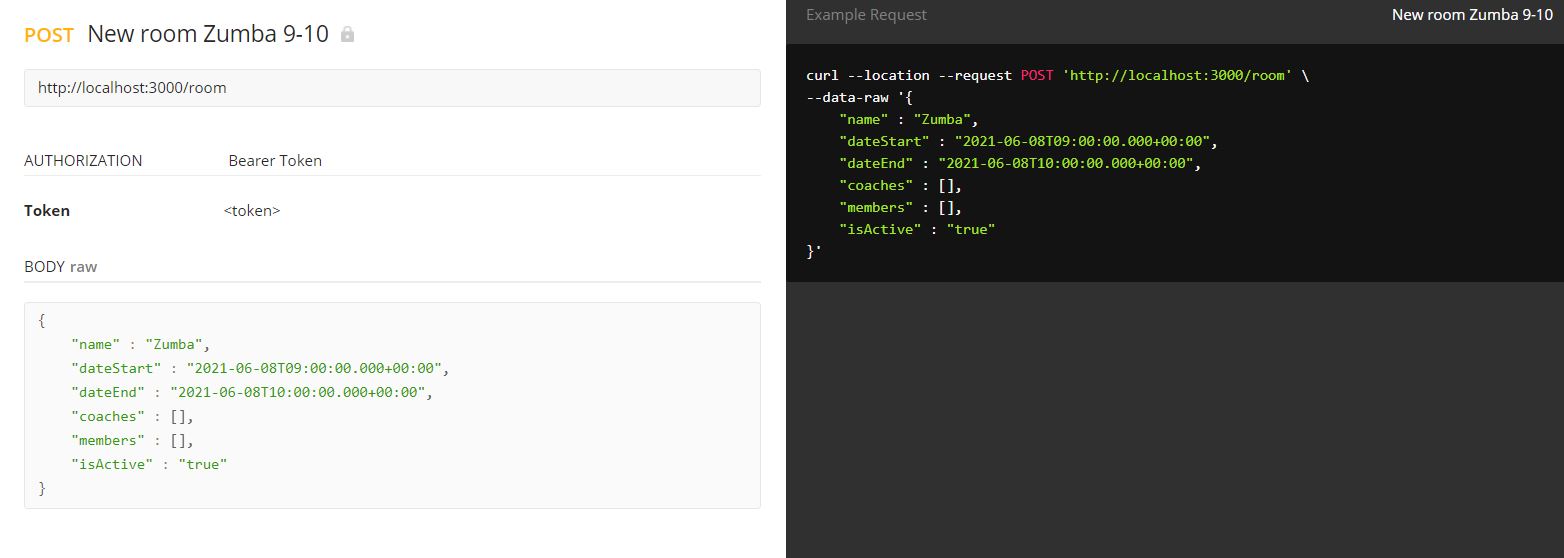 POST New room Zumba 9-10
http://localhost:3000/room
AUTHORIZATION Bearer Token
Token <token>
BODY raw
{
    "name" : "Zumba",
    "dateStart" : "2021-06-08T09:00:00.000+00:00",
    "dateEnd" : "2021-06-08T10:00:00.000+00:00",
    "coaches" : [],
    "members" : [],
    "isActive" : "true"
}
Example Request New room Zumba 9-10
curl --location --request POST 'http://localhost:3000/room' \
--data-raw '{
    "name" : "Zumba",
    "dateStart" : "2021-06-08T09:00:00.000+00:00",
    "dateEnd" : "2021-06-08T10:00:00.000+00:00",
    "coaches" : [],
    "members" : [],
    "isActive" : "true"
}'